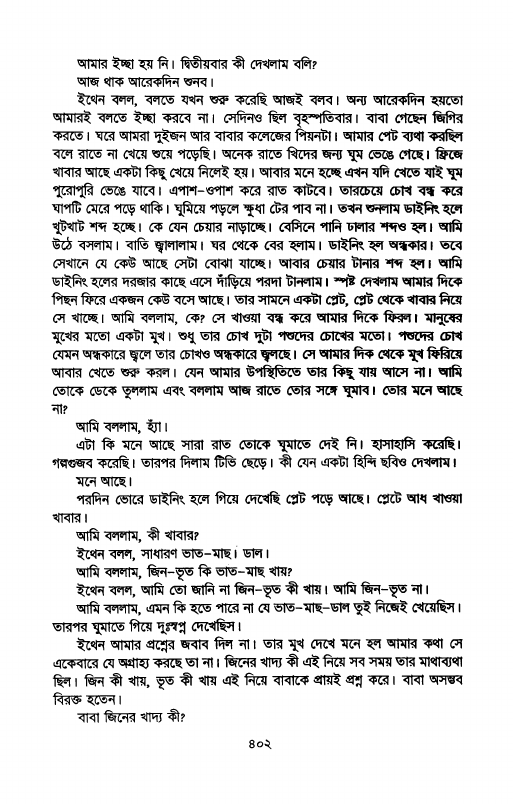 আমার ইচ্ছা হয় নি। দ্বিতীয়বার কী দেখলাম বলি?
আজ থাক আরেকদিন শুনব।
ইথেন বলল, বলতে যখন শুরু করেছি আজই বলব। অন্য আরেকদিন হয়তো
আমারই বলতে ইচ্ছা করবে না। সেদিনও ছিল বৃহস্পতিবার। বাবা গেছেন জিগির
করতে। ঘরে আমরা দুইজন আর বাবার কলেজের পিয়নটা। আমার পেট ব্যথা করছিল
বলে রাতে না খেয়ে শুয়ে পড়েছি। অনেক রাতে খিদের জন্য ঘুম ভেঙে গেছে। ফ্রিজে
খাবার আছে একটা কিছু খেয়ে নিলেই হয়। আবার মনে হচ্ছে এখন যদি খেতে যাই ঘুম
পুরোপুরি ভেঙে যাবে। এপাশ–ওপাশ করে রাত কাটবে। তারচেয়ে চোখ বন্ধ করে
ঘাপটি মেরে পড়ে থাকি। ঘুমিয়ে পড়লে ক্ষুধা টের পাব না। তখন শুনলাম ডাইনিং হলে
খুটখাট শব্দ হচ্ছে। কে যেন চেয়ার নাড়াচ্ছে। বেসিনে পানি ঢালার শব্দও হল। আমি
উঠে বসলাম। বাতি জ্বালালাম। ঘর থেকে বের হলাম। ডাইনিং হল অন্ধকার। তবে
সেখানে যে কেউ আছে সেটা বোঝা যাচ্ছে। আবার চেয়ার টানার শব্দ হল। আমি
ডাইনিং হলের দরজার কাছে এসে দাঁড়িয়ে পরদা টানলাম। স্পষ্ট দেখলাম আমার দিকে
পিছন ফিরে একজন কেউ বসে আছে। তার সামনে একটা প্লেট, প্লেট থেকে খাবার নিয়ে
সে খাচ্ছে। আমি বললাম, কে? সে খাওয়া বন্ধ করে আমার দিকে ফিরল। মানুষের
মুখের মতো একটা মুখ। শুধু তার চোখ দুটা পশুদের চোখের মতো। পশুদের চোখ
যেমন অন্ধকারে জ্বলে তার চোখও অন্ধকারে জ্বলছে। সে আমার দিক থেকে মুখ ফিরিয়ে
আবার খেতে শুরু করল। যেন আমার উপস্থিতিতে তার কিছু যায় আসে না। আমি
তোকে ডেকে তুললাম এবং বললাম আজ রাতে তোর সঙ্গে ঘুমাব। তোর মনে আছে
না?
আমি বললাম, হ্যাঁ।
এটা কি মনে আছে সারা রাত তোকে ঘুমাতে দেই নি। হাসাহাসি করেছি।
গল্পগুজব করেছি। তারপর দিলাম টিভি ছেড়ে। কী যেন একটা হিন্দি ছবিও দেখলাম।
মনে আছে।
পরদিন ভোরে ডাইনিং হলে গিয়ে দেখেছি প্লেট পড়ে আছে। প্লেটে আধ খাওয়া
খাবার।
আমি বললাম, কী খাবার?
ইথেন বলল, সাধারণ ভাত–মাছ। ডাল।
আমি বললাম, জিন–ভূত কি ভাত–মাছ খায়?
ইথেন বলল, আমি তো জানি না জিন–ভূত কী খায়। আমি জিন–ভূত না।
আমি বললাম, এমন কি হতে পারে না যে ভাত–মাছ–ডাল তুই নিজেই খেয়েছিস।
তারপর ঘুমাতে গিয়ে দুঃস্বপ্ন দেখেছিস।
ইথেন আমার প্রশ্নের জবাব দিল না। তার মুখ দেখে মনে হল আমার কথা সে
একেবারে যে অগ্রাহ্য করছে তা না। জিনের খাদ্য কী এই নিয়ে সব সময় তার মাথাব্যথা
ছিল। জিন কী খায়, ভূত কী খায় এই নিয়ে বাবাকে প্রায়ই প্রশ্ন করে। বাবা অসম্ভব
বিরক্ত হতেন।
বাবা জিনের খাদ্য কী?
৪০২